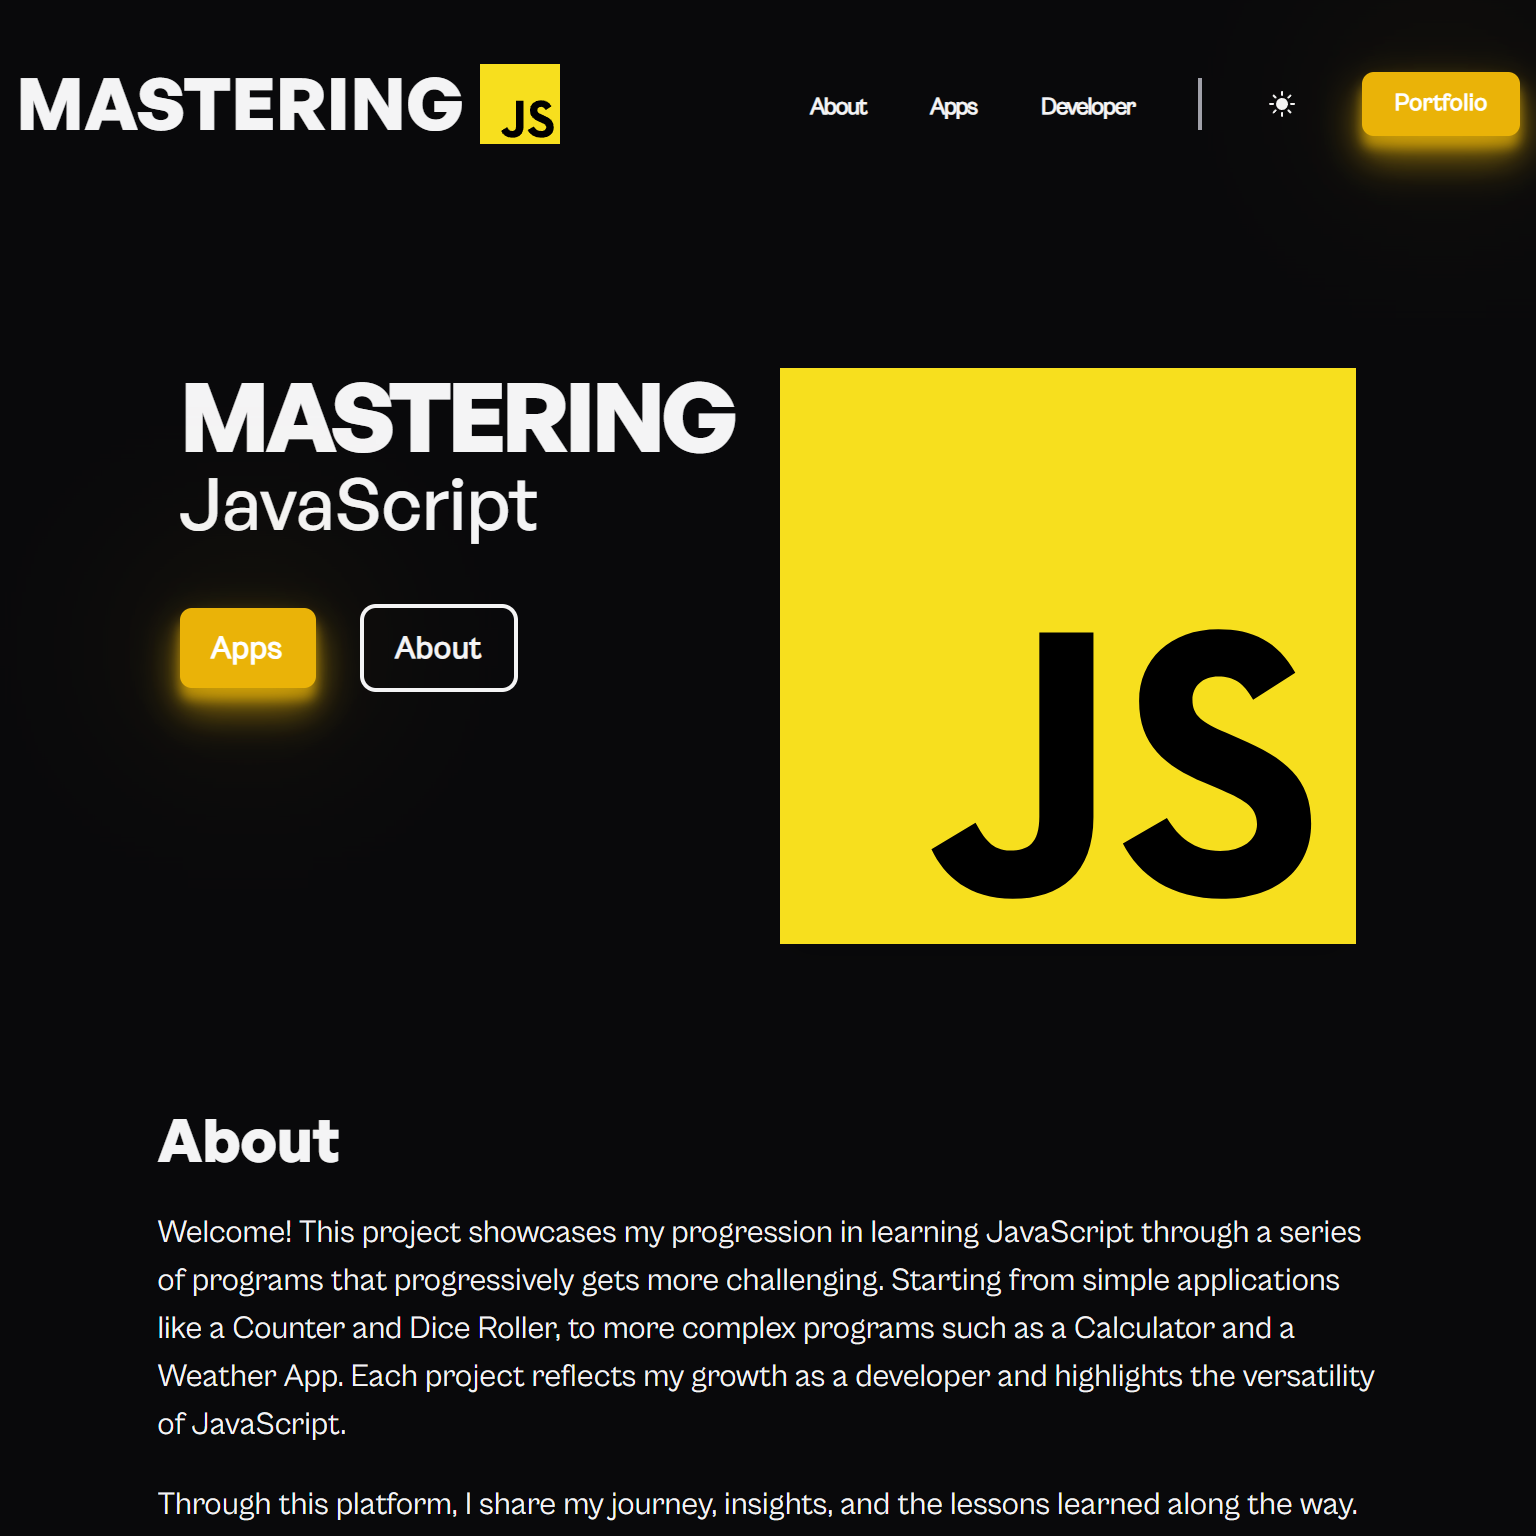 MASTERING JS About Apps Developer Portfolio
MASTERING
JavaScript
Apps About
JS
About
Welcome! This project showcases my progression in learning JavaScript through a series
of programs that progressively gets more challenging. Starting from simple applications
like a Counter and Dice Roller, to more complex programs such as a Calculator and a
Weather App. Each project reflects my growth as a developer and highlights the versatility
of JavaScript.
Through this platform, I share my journey, insights, and the lessons learned along the way.